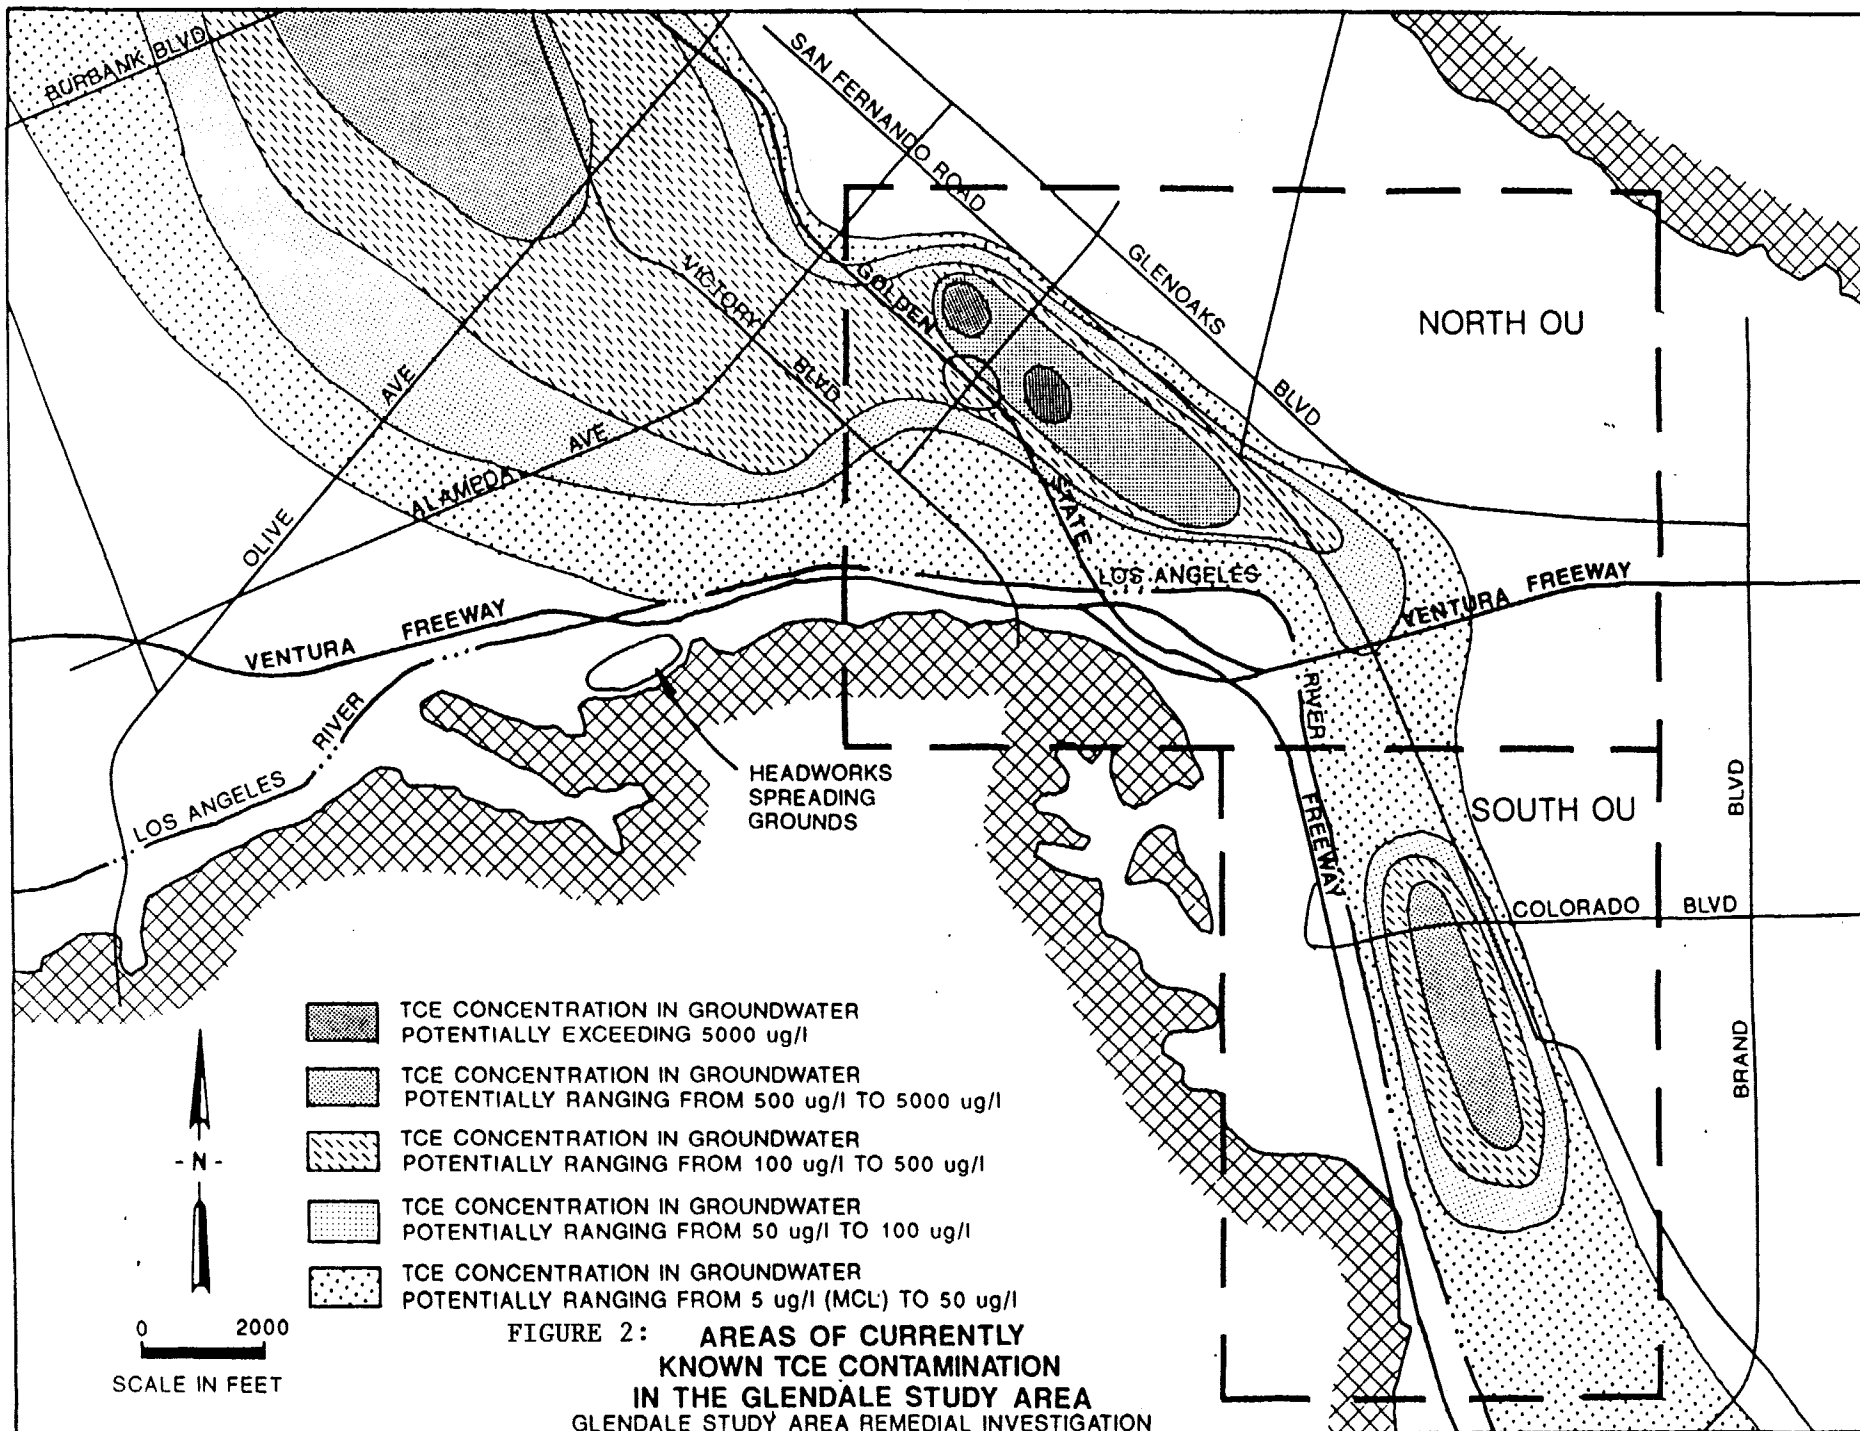 BURBANK BLVD
SAN FERNANDO ROAD
GLENOAKS
BLVD
GOLDEN
STATE
FREEWAY
VICTORY
BLVD
NORTH OU
OLIVE
AVE
ALAMEDA
AVE
LOS ANGELES
RIVER
VENTURA FREEWAY
VENTURA FREEWAY
LOS ANGELES
RIVER
HEADWORKS
SPREADING
GROUNDS
SOUTH OU
COLORADO BLVD
BRAND
BLVD
TCE CONCENTRATION IN GROUNDWATER
POTENTIALLY EXCEEDING 5000 ug/l
TCE CONCENTRATION IN GROUNDWATER
POTENTIALLY RANGING FROM 500 ug/l TO 5000 ug/l
TCE CONCENTRATION IN GROUNDWATER
POTENTIALLY RANGING FROM 100 ug/l TO 500 ug/l
TCE CONCENTRATION IN GROUNDWATER
POTENTIALLY RANGING FROM 50 ug/l TO 100 ug/l
TCE CONCENTRATION IN GROUNDWATER
POTENTIALLY RANGING FROM 5 ug/l (MCL) TO 50 ug/l
- N -
0 2000
SCALE IN FEET
FIGURE 2: AREAS OF CURRENTLY
KNOWN TCE CONTAMINATION
IN THE GLENDALE STUDY AREA
GLENDALE STUDY AREA REMEDIAL INVESTIGATION